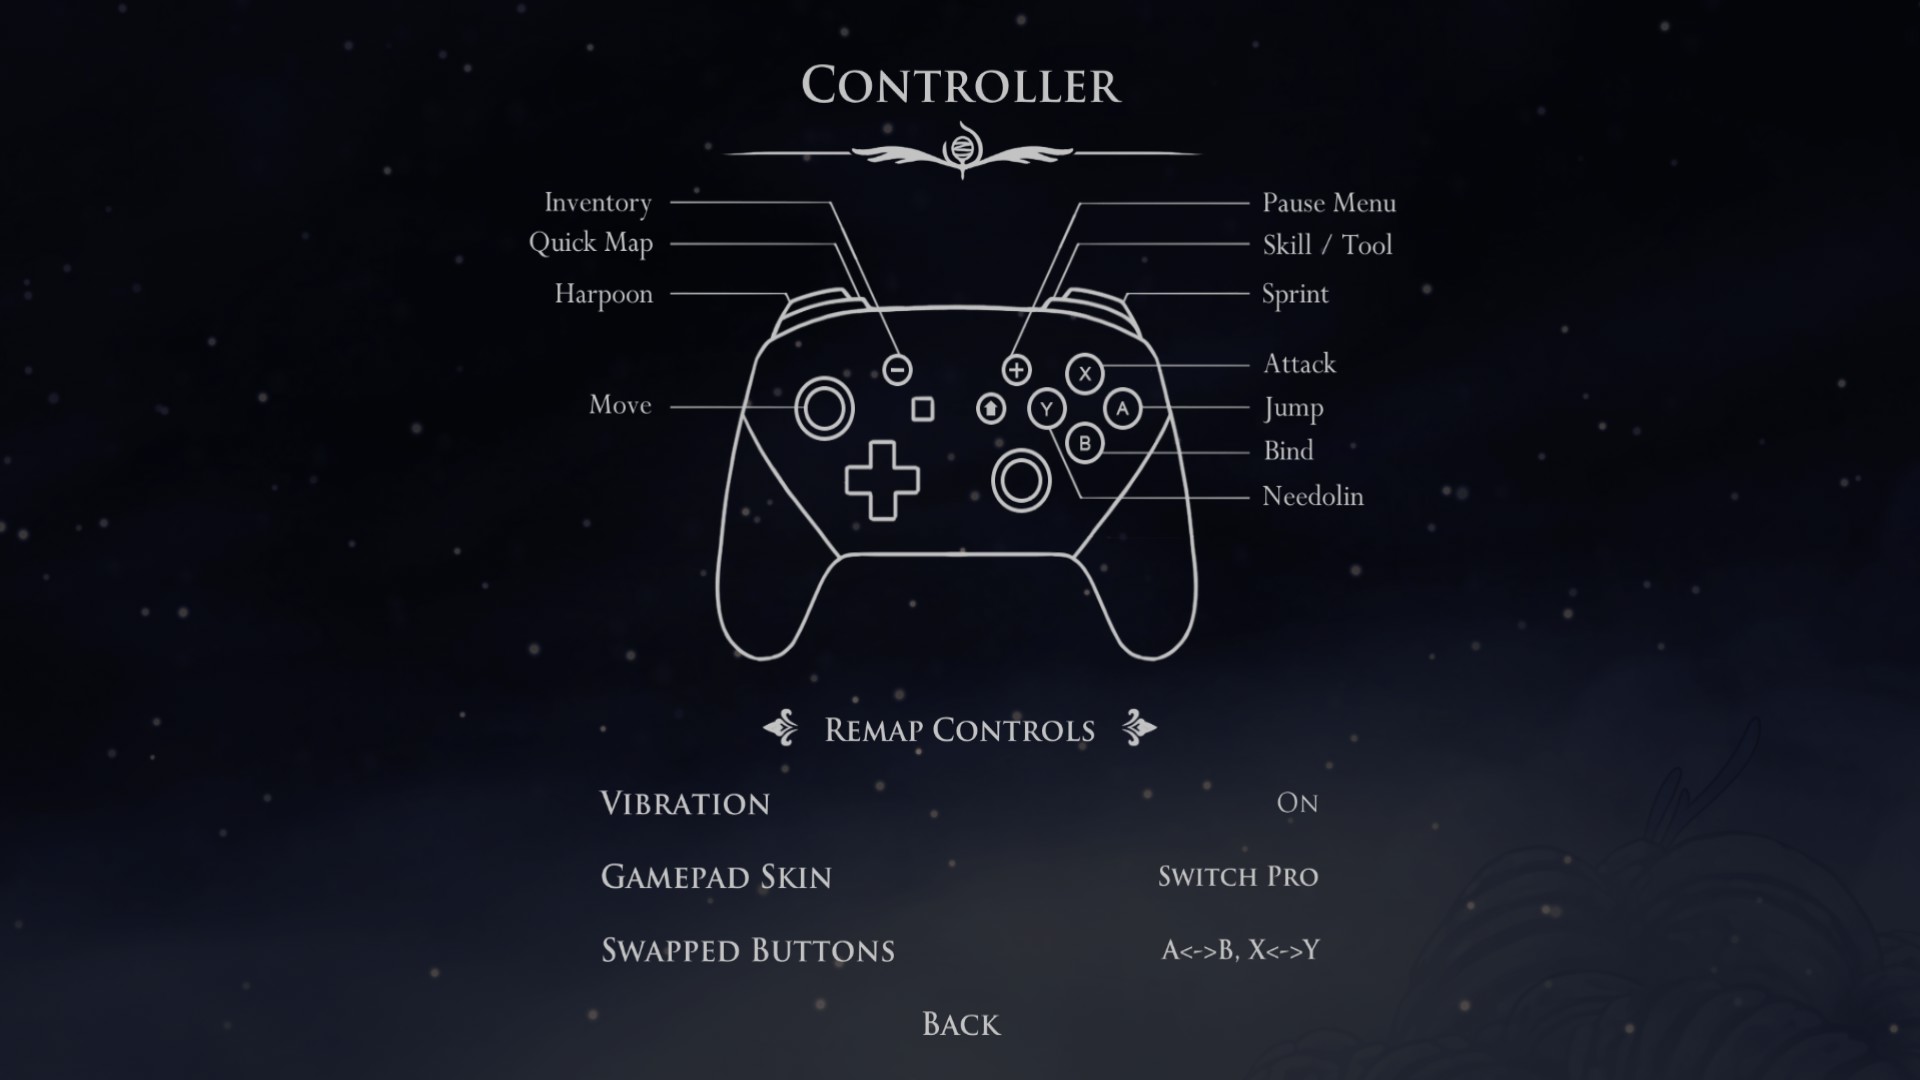 Controller
Inventory
Quick Map
Harpoon
Move
Pause Menu
Skill / Tool
Sprint
Attack
Jump
Bind
Needolin
X
Y
A
B
Remap Controls
Vibration On
Gamepad Skin Switch Pro
Swapped Buttons A<->B, X<->Y
Back